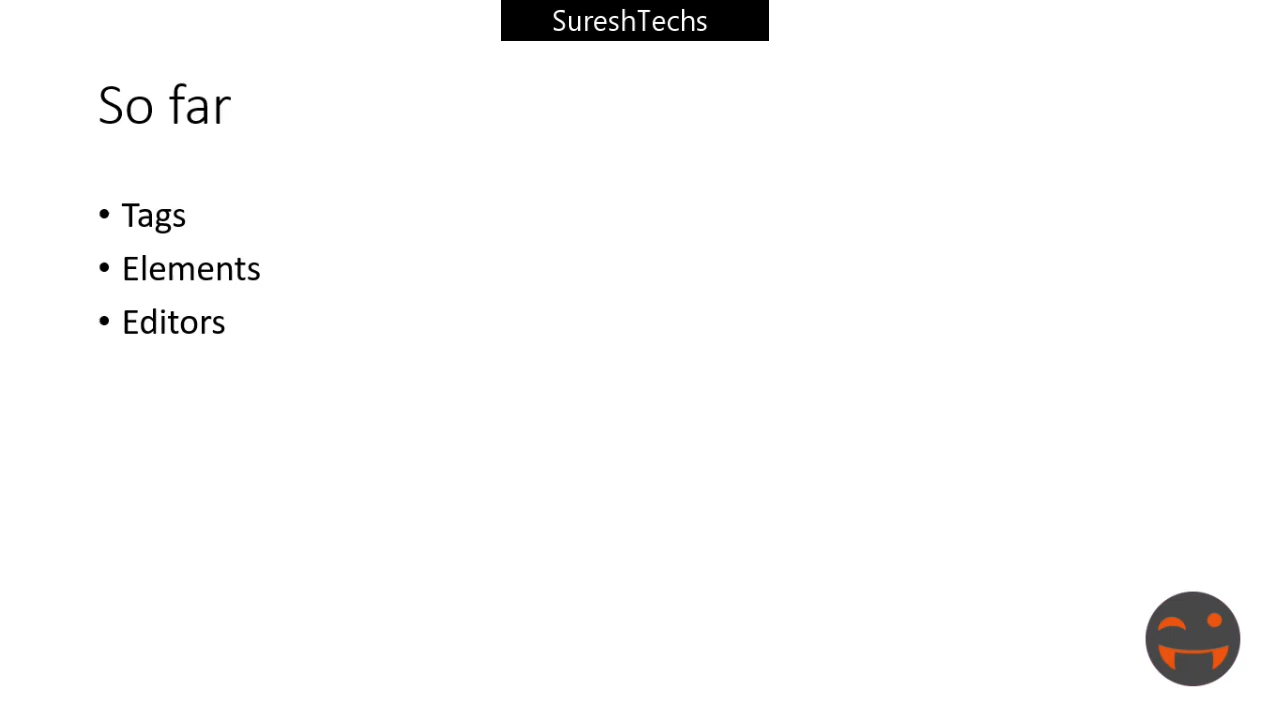 SureshTechs
So far
• Tags
• Elements
• Editors